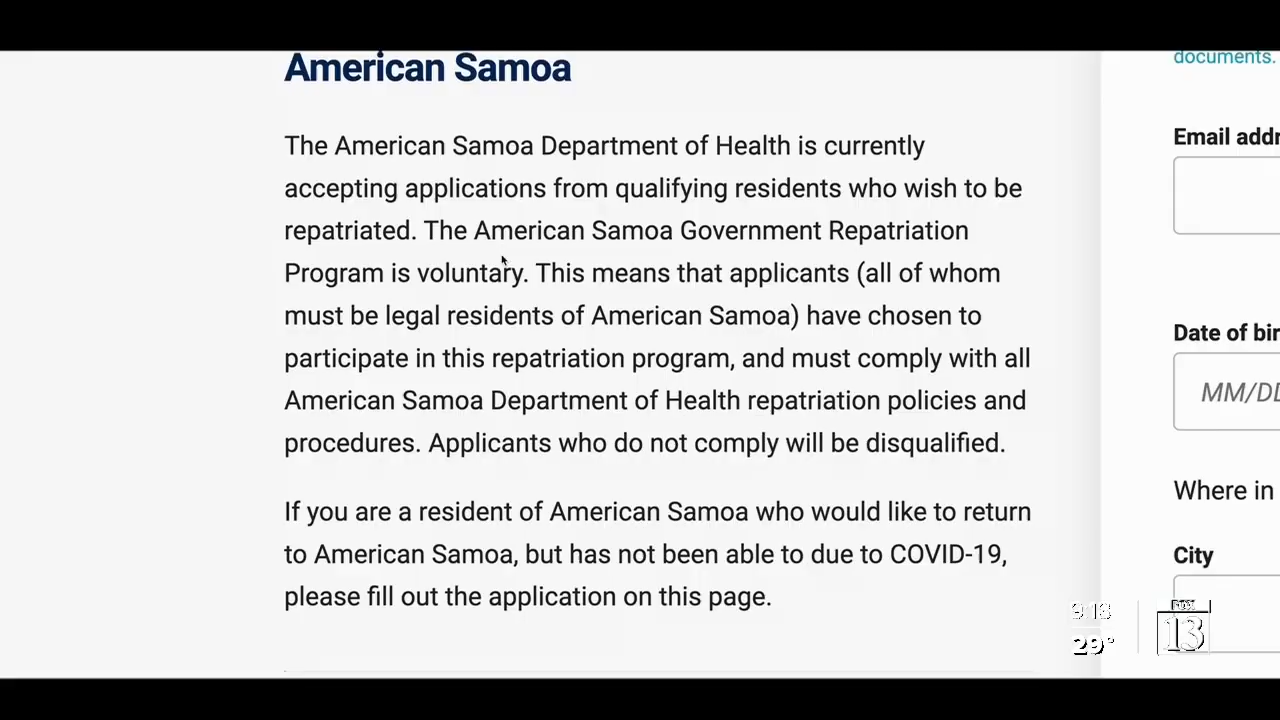 American Samoa
The American Samoa Department of Health is currently
accepting applications from qualifying residents who wish to be
repatriated. The American Samoa Government Repatriation
Program is voluntary. This means that applicants (all of whom
must be legal residents of American Samoa) have chosen to
participate in this repatriation program, and must comply with all
American Samoa Department of Health repatriation policies and
procedures. Applicants who do not comply will be disqualified.
If you are a resident of American Samoa who would like to return
to American Samoa, but has not been able to due to COVID-19,
please fill out the application on this page.
documents.
Email addr
Date of bir
MM/DD
Where in
City
9:13
29°
FOX
13